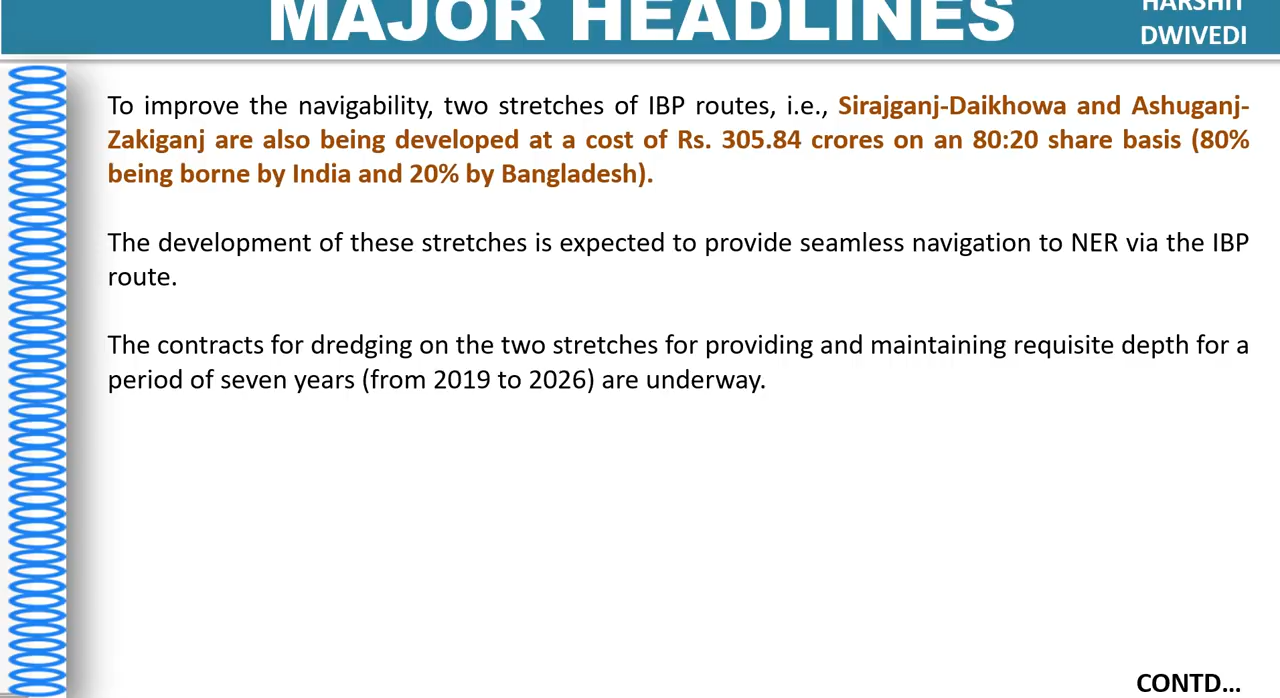 MAJOR HEADLINES
HARSHIT
DWIVEDI
To improve the navigability, two stretches of IBP routes, i.e., Sirajganj-Daikhowa and Ashuganj-
Zakiganj are also being developed at a cost of Rs. 305.84 crores on an 80:20 share basis (80%
being borne by India and 20% by Bangladesh).
The development of these stretches is expected to provide seamless navigation to NER via the IBP
route.
The contracts for dredging on the two stretches for providing and maintaining requisite depth for a
period of seven years (from 2019 to 2026) are underway.
CONTD...